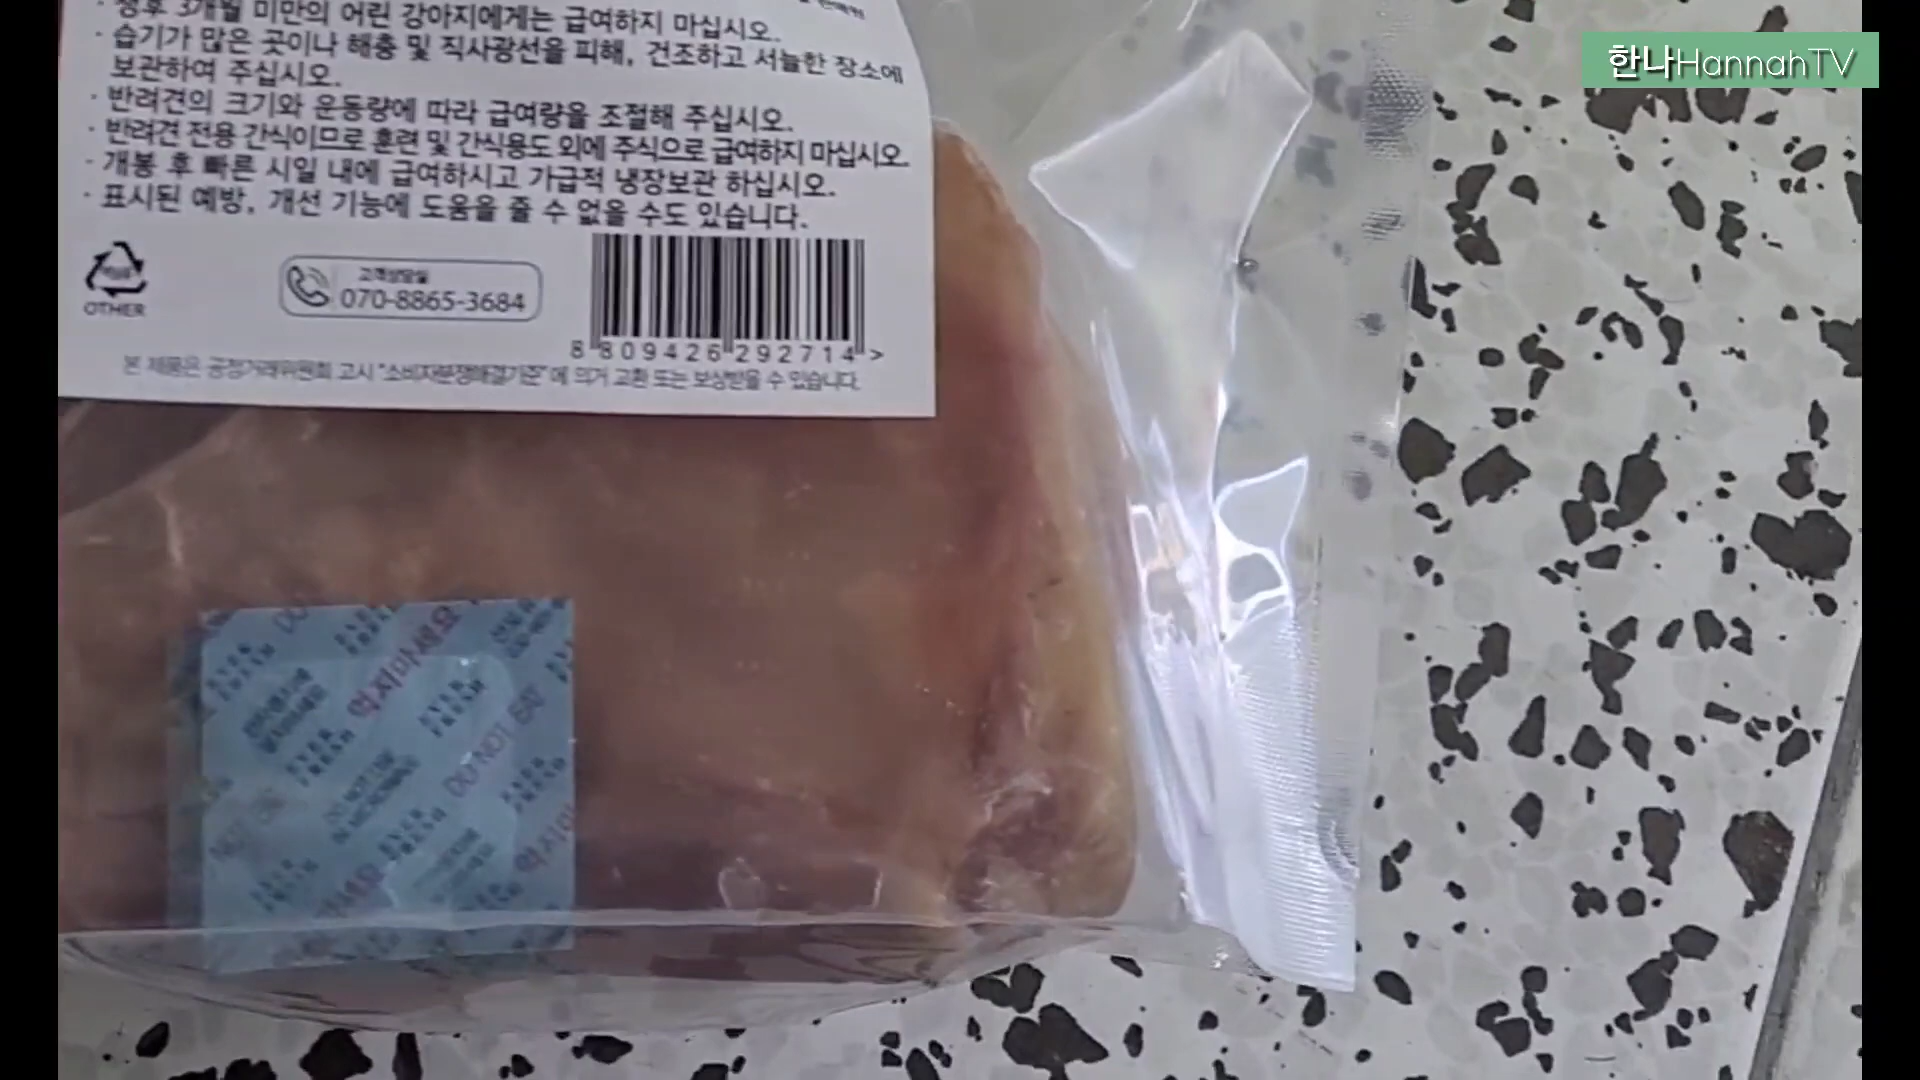 · 생후 3개월 미만의 어린 강아지에게는 급여하지 마십시오.
· 습기가 많은 곳이나 해충 및 직사광선을 피해, 건조하고 서늘한 장소에
보관하여 주십시오.
· 반려견의 크기와 운동량에 따라 급여량을 조절해 주십시오.
· 반려견 전용 간식이므로 훈련 및 간식용도 외에 주식으로 급여하지 마십시오.
· 개봉 후 빠른 시일 내에 급여하시고 가급적 냉장보관 하십시오.
· 표시된 예방, 개선 기능에 도움을 줄 수 없을 수도 있습니다.
OTHER
고객상담실
070-8865-3684
8 809426 292714 >
본 제품은 공정거래위원회 고시 "소비자분쟁해결기준"에 의거 교환 또는 보상받을 수 있습니다.
한나HannahTV
먹지마세요
DO NOT EAT